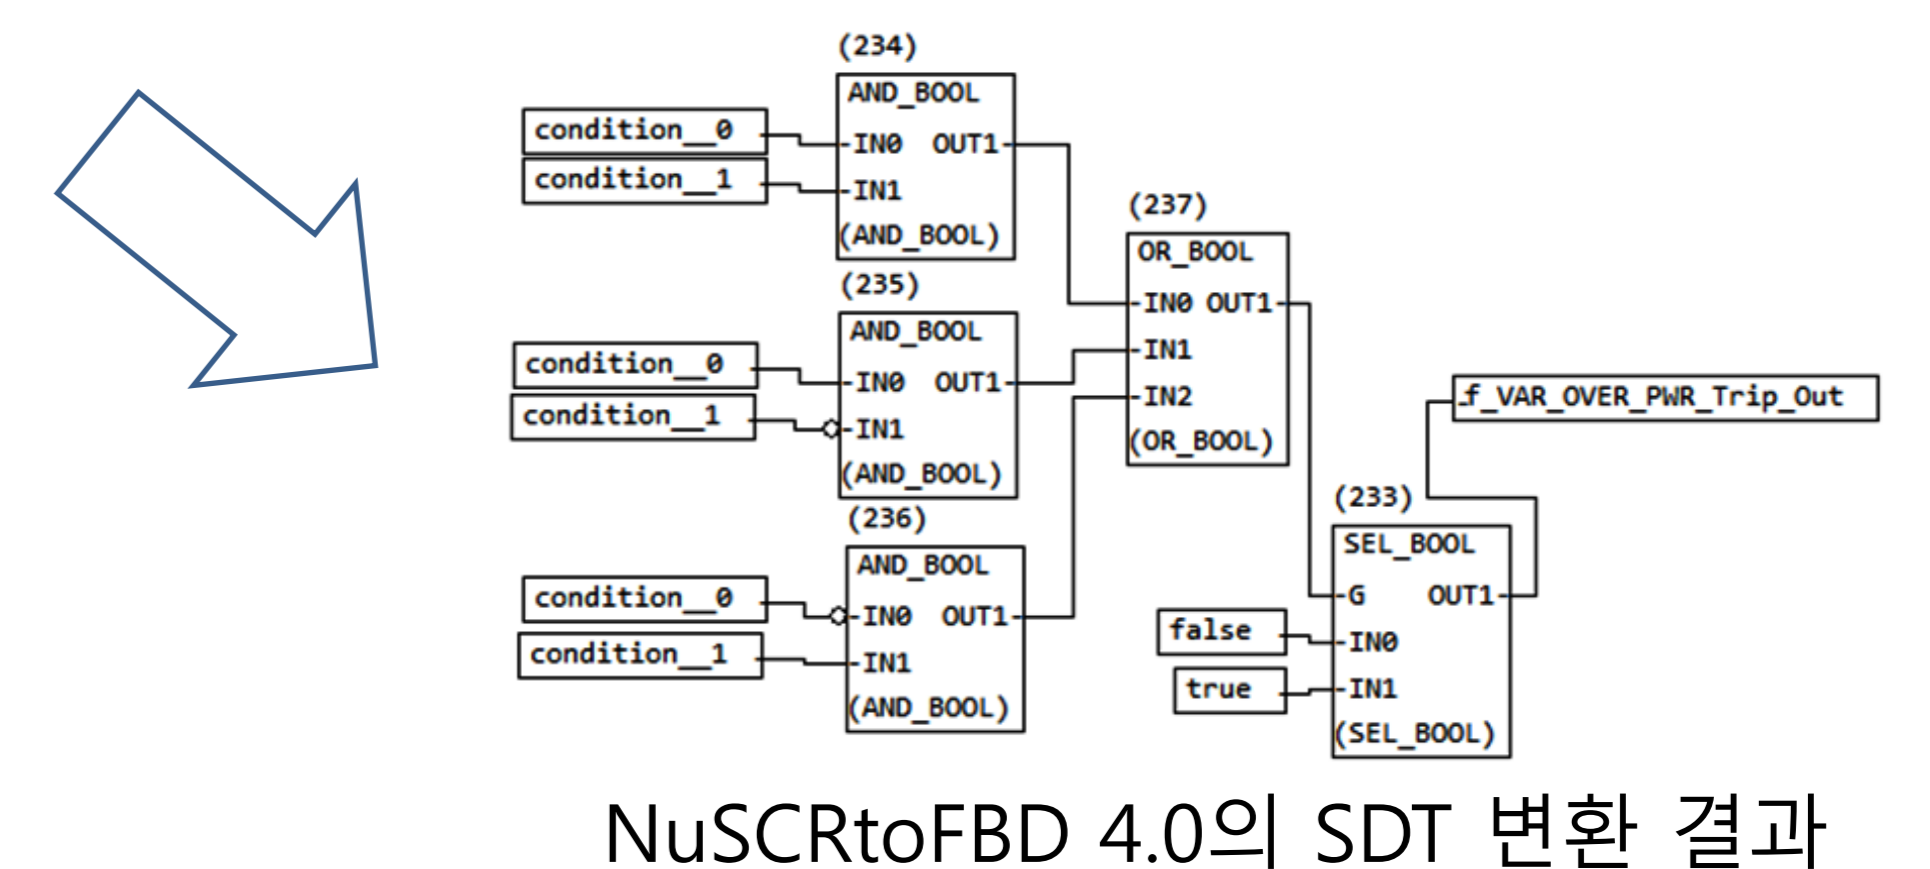 (234)
AND_BOOL
condition__0
IN0 OUT1
condition__1
IN1
(AND_BOOL)
(235)
AND_BOOL
condition__0
IN0 OUT1
condition__1
IN1
(AND_BOOL)
(236)
AND_BOOL
condition__0
IN0 OUT1
condition__1
IN1
(AND_BOOL)
(237)
OR_BOOL
IN0 OUT1
IN1
IN2
(OR_BOOL)
f_VAR_OVER_PWR_Trip_Out
(233)
SEL_BOOL
G OUT1
false
IN0
true
IN1
(SEL_BOOL)
NuSCRtoFBD 4.0의 SDT 변환 결과